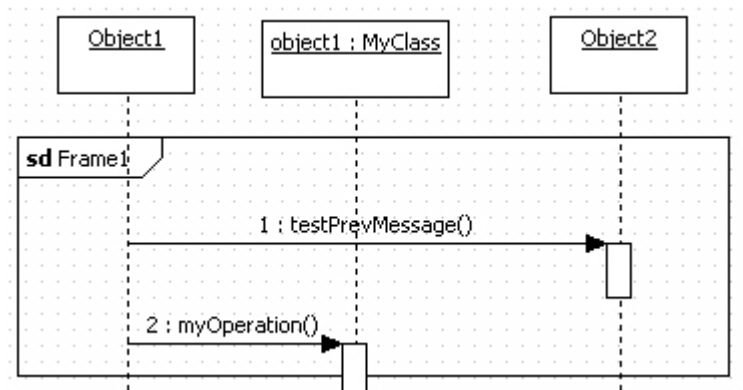 Object1
object1 : MyClass
Object2
sd Frame1
1 : testPrevMessage()
2 : myOperation()